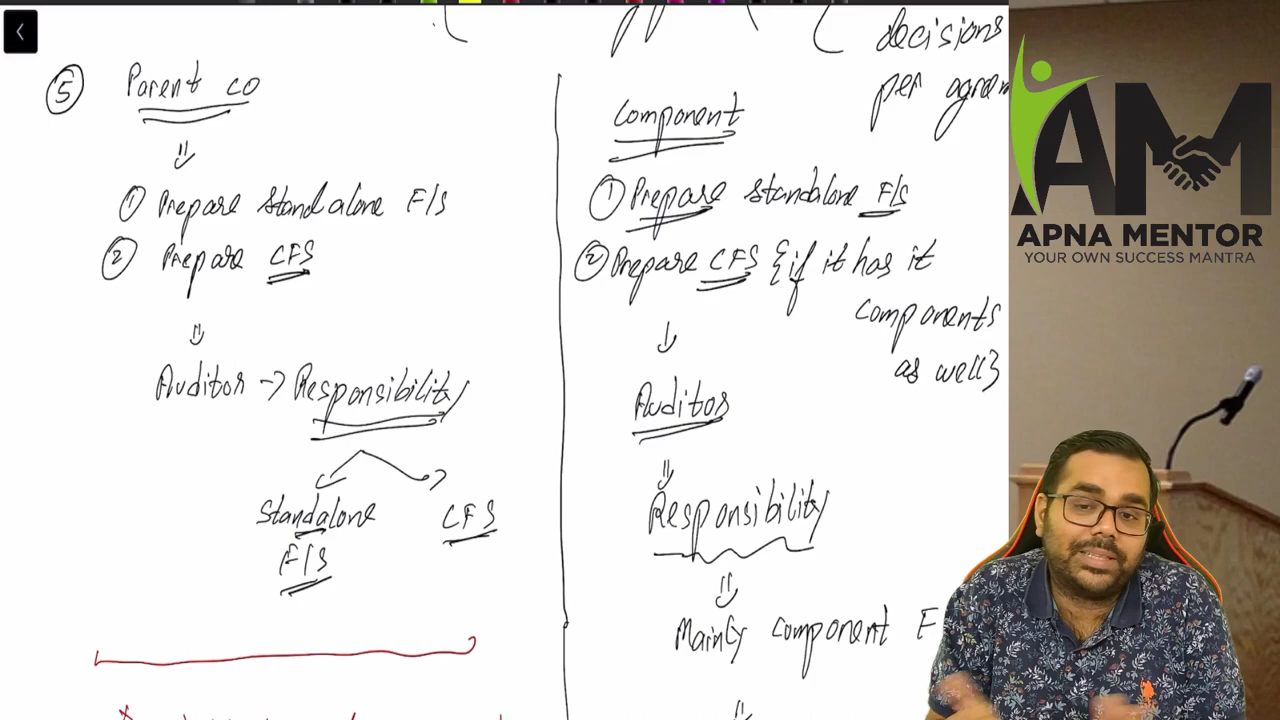 decisions
per
⑤ Parent co
① Prepare standalone F/S
② Prepare CFS
Auditor → Responsibility
Standalone
F/S
CFS
Component
① Prepare standalone F/S
② Prepare CFS {if it has it
components
as well}
Auditor
Responsibility
Mainly component F
AM
APNA MENTOR
YOUR OWN SUCCESS MANTRA